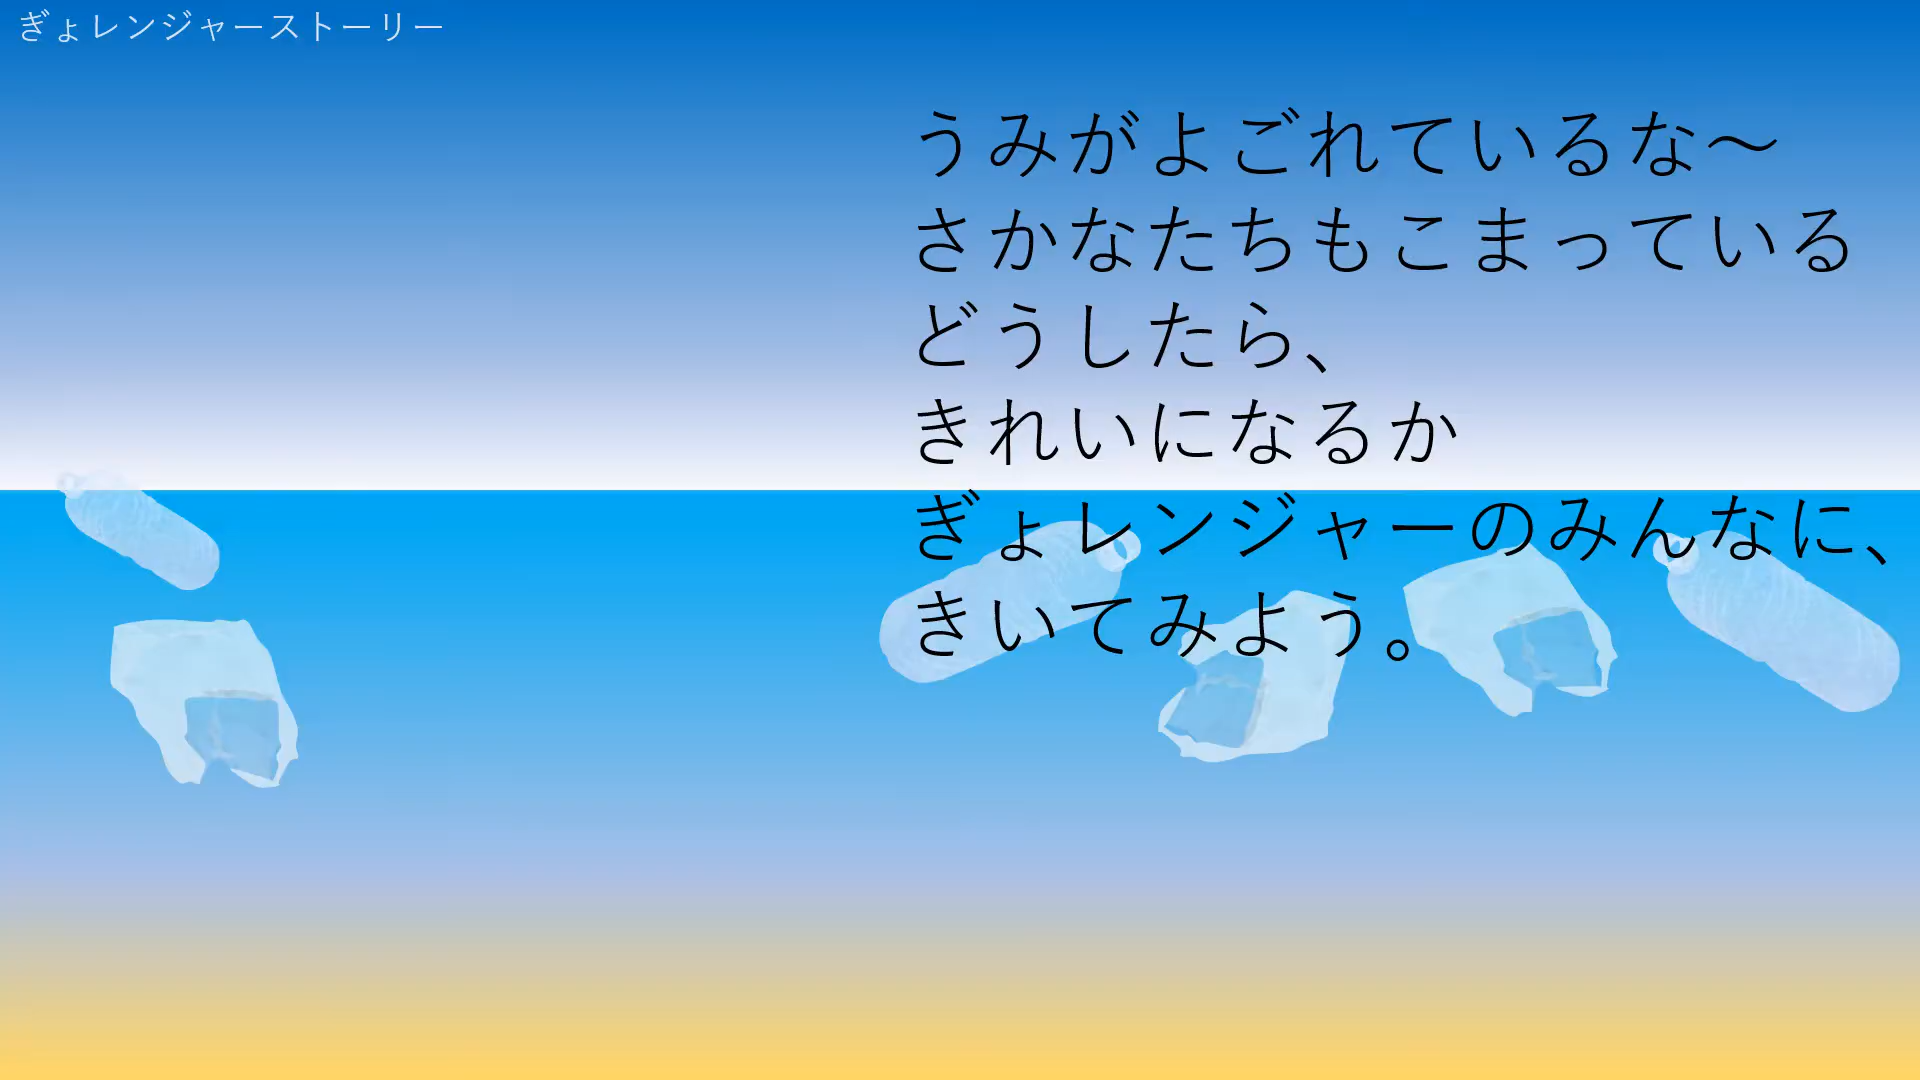 ぎょレンジャーストーリー
うみがよごれているな～
さかなたちもこまっている
どうしたら、
きれいになるか
ぎょレンジャーのみんなに、
きいてみよう。